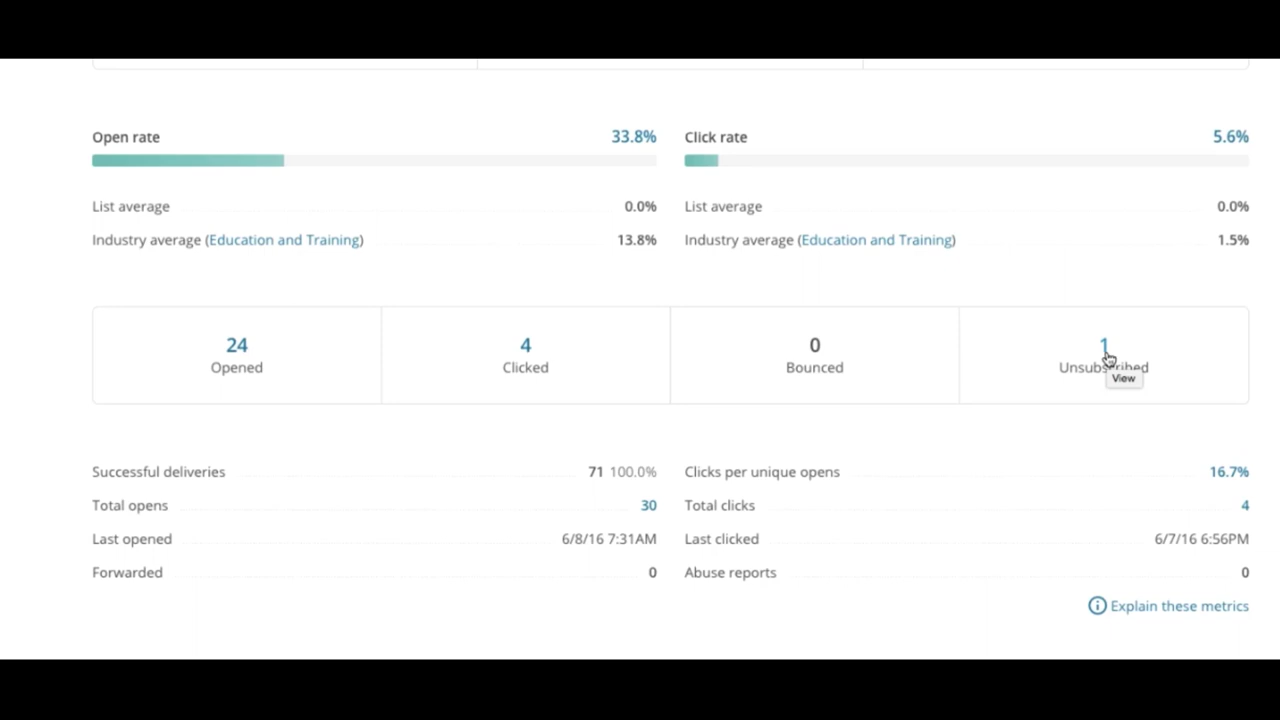 Open rate 33.8% Click rate 5.6%
List average 0.0% List average 0.0%
Industry average (Education and Training) 13.8% Industry average (Education and Training) 1.5%
24 4 0 1
Opened Clicked Bounced Unsubscribed
View
Successful deliveries 71 100.0% Clicks per unique opens 16.7%
Total opens 30 Total clicks 4
Last opened 6/8/16 7:31AM Last clicked 6/7/16 6:56PM
Forwarded 0 Abuse reports 0
Explain these metrics